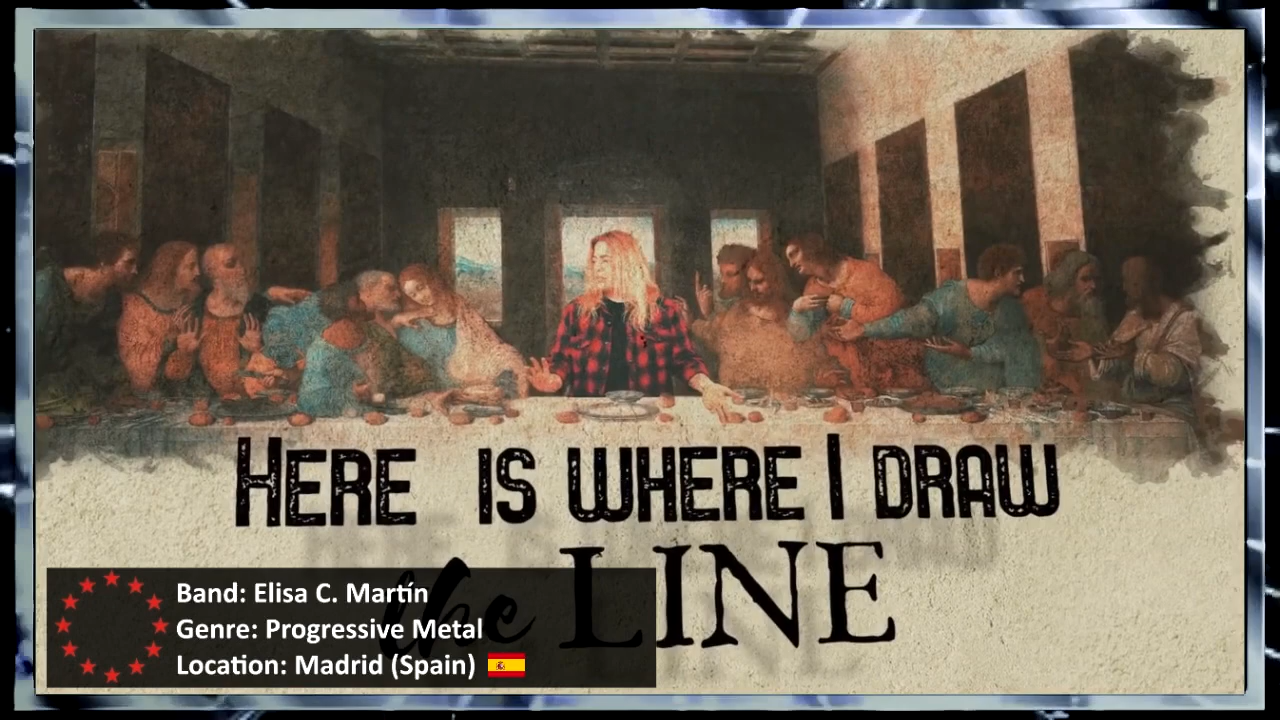 HERE IS WHERE I DRAW
the LINE
Band: Elisa C. Martín
Genre: Progressive Metal
Location: Madrid (Spain)